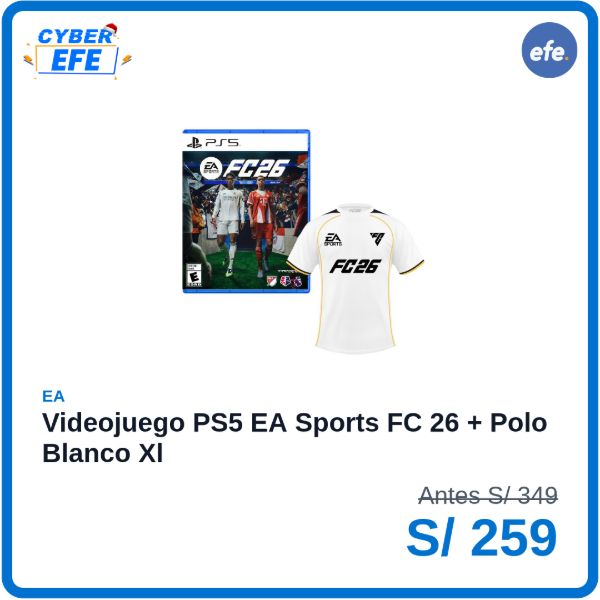 CYBER
EFE
efe.
PS5
EA
SPORTS
FC26
E
EA
SPORTS
FC26
EA
Videojuego PS5 EA Sports FC 26 + Polo
Blanco Xl
Antes S/ 349
S/ 259